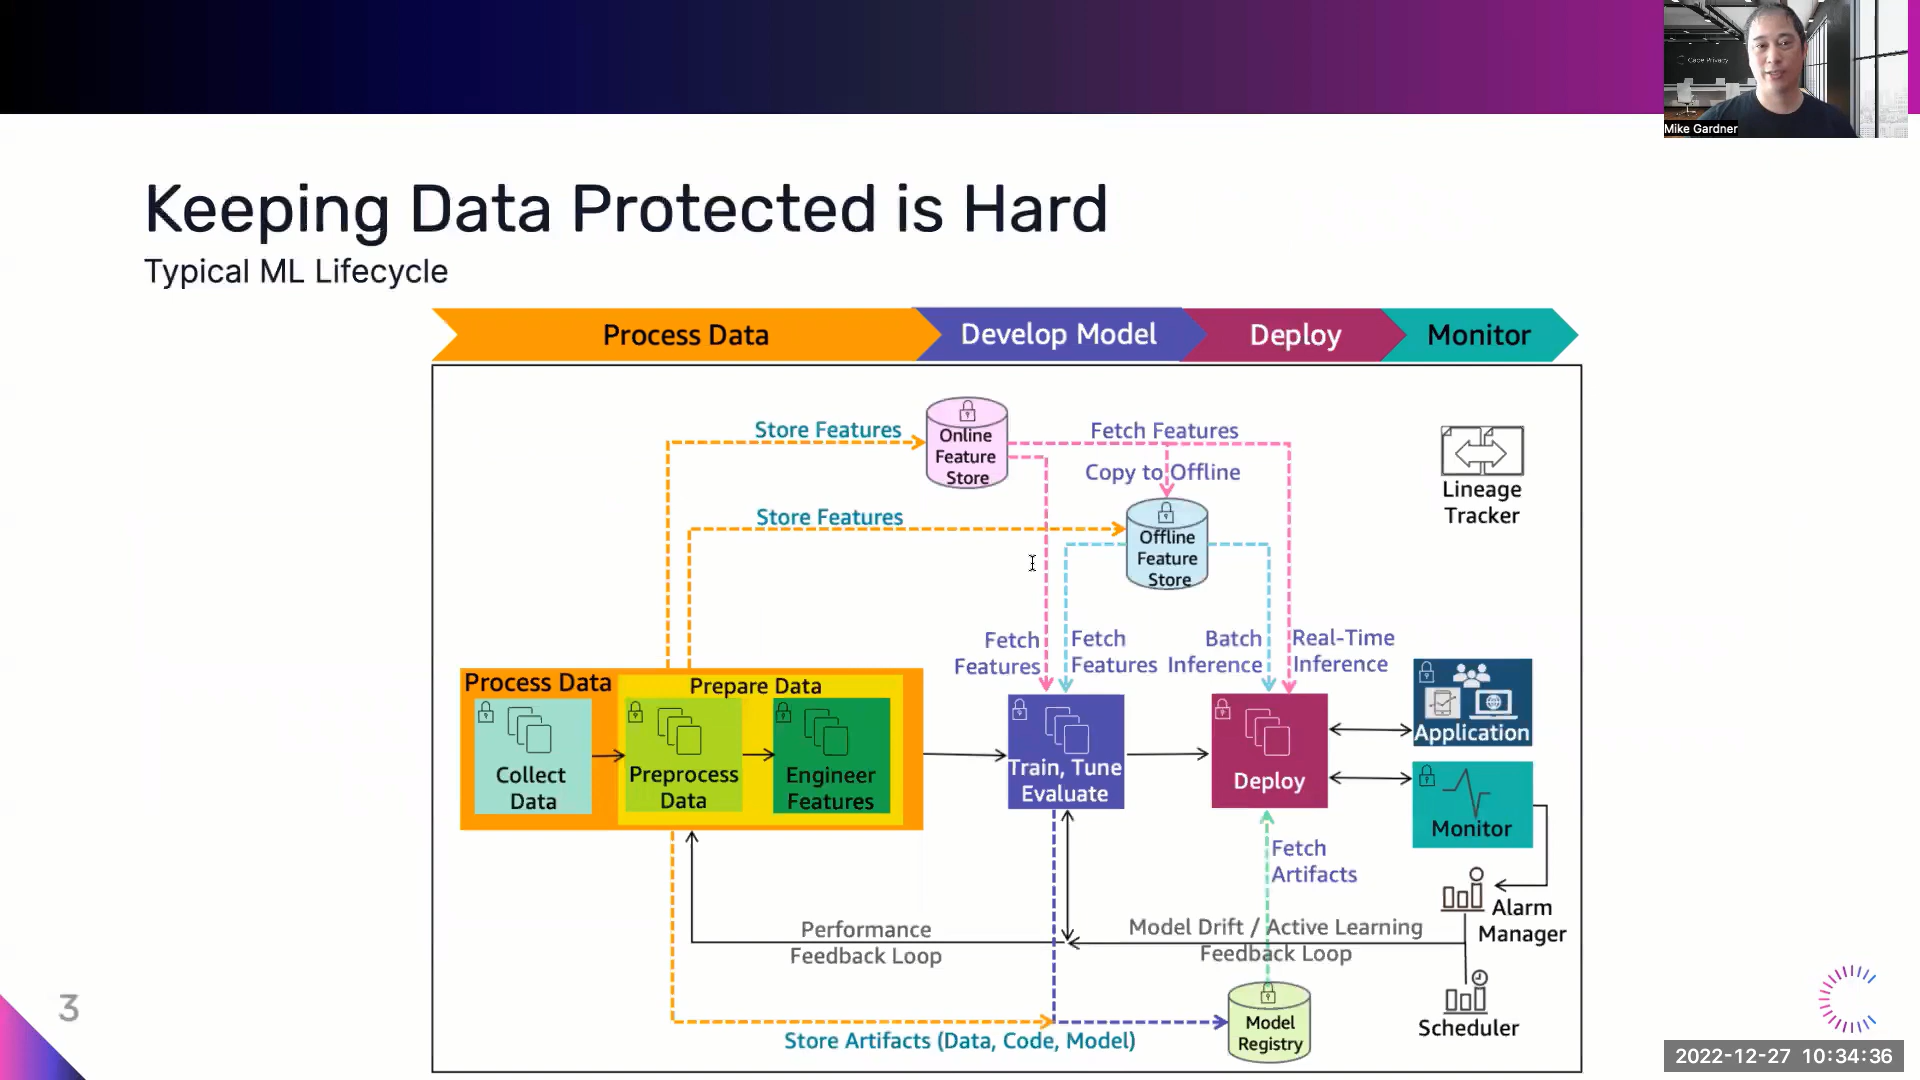 Cape Privacy
Mike Gardner
Keeping Data Protected is Hard
Typical ML Lifecycle
Process Data
Develop Model
Deploy
Monitor
Store Features
Online
Feature
Store
Fetch Features
Copy to Offline
Lineage
Tracker
Store Features
Offline
Feature
Store
Fetch
Features
Fetch
Features
Batch
Inference
Real-Time
Inference
Process Data
Prepare Data
Collect
Data
Preprocess
Data
Engineer
Features
Train, Tune
Evaluate
Deploy
Application
Monitor
Fetch
Artifacts
Alarm
Manager
Performance
Feedback Loop
Model Drift / Active Learning
Feedback Loop
Model
Registry
Scheduler
Store Artifacts (Data, Code, Model)
3
2022-12-27 10:34:36